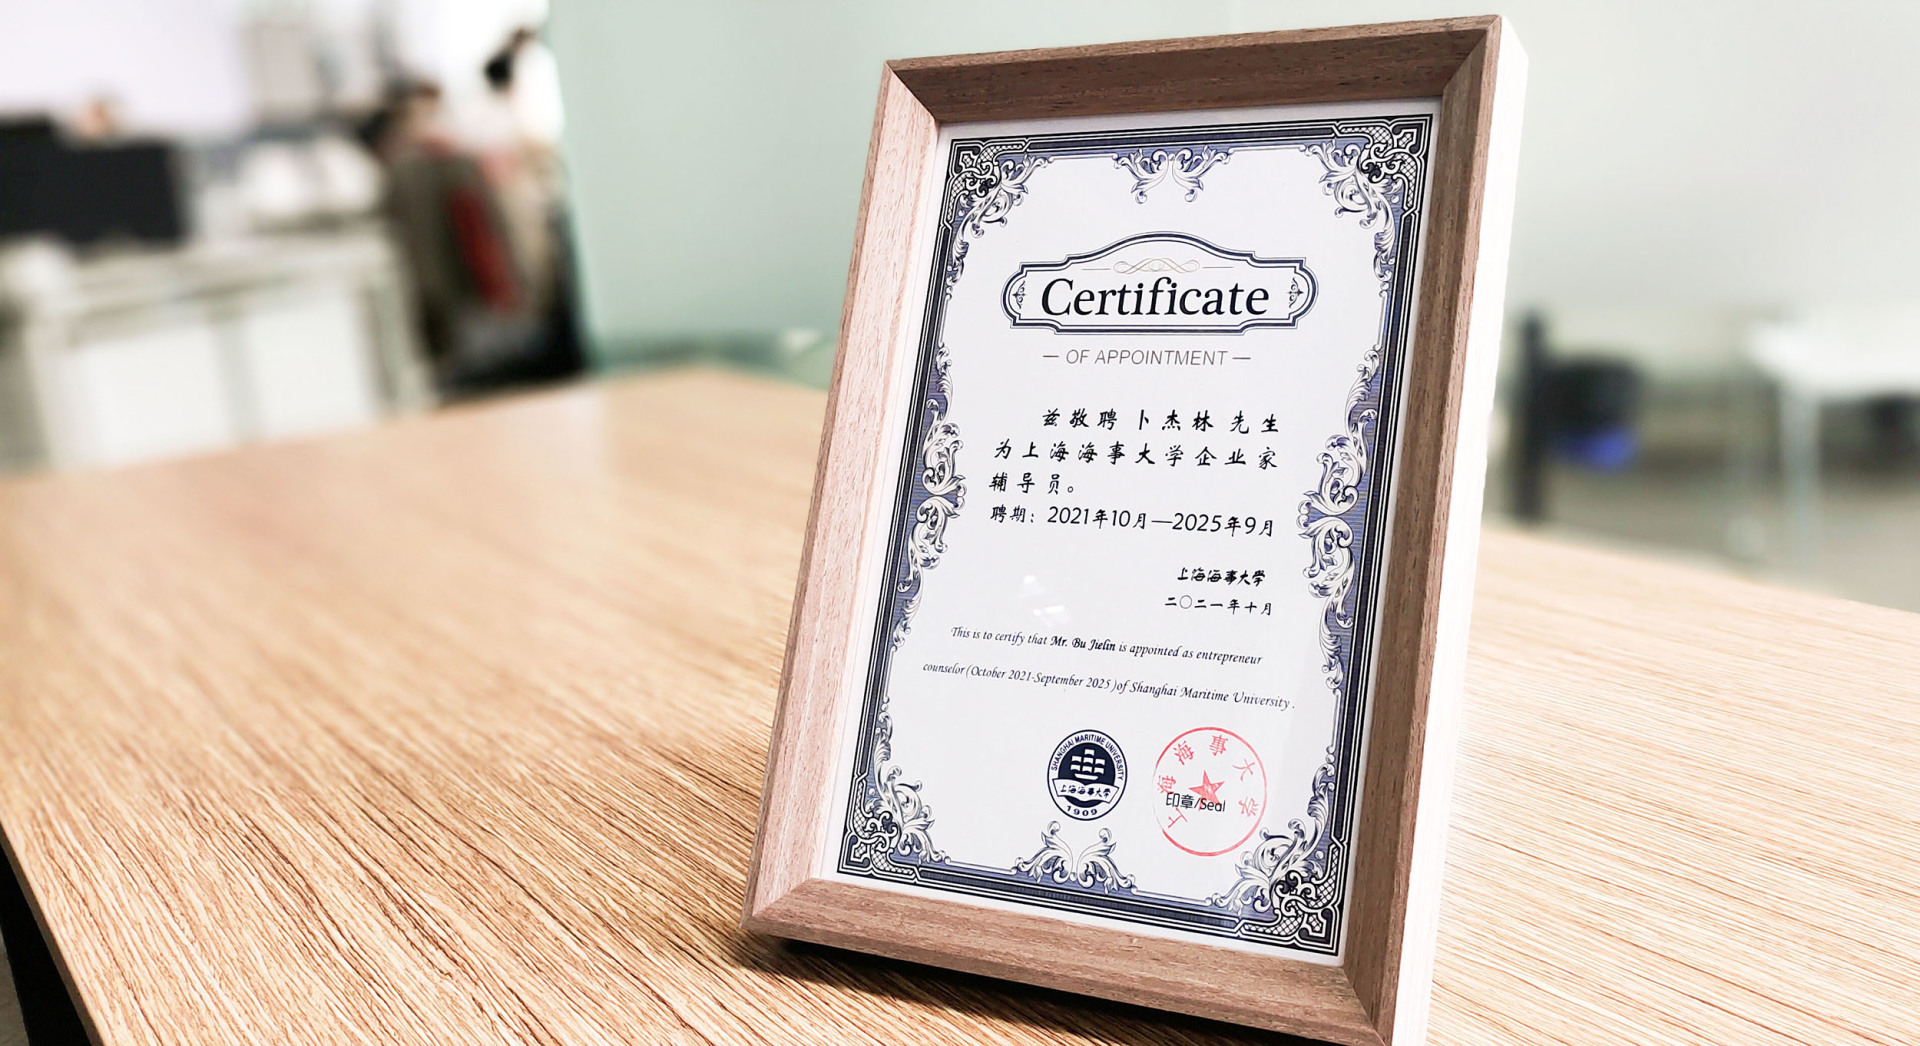 Certificate
— OF APPOINTMENT —
兹敬聘 卜杰林 先生
为上海海事大学企业家
辅导员。
聘期：2021年10月—2025年9月
上海海事大學
二〇二一年十月
This is to certify that Mr. Bu Jielin is appointed as entrepreneur
counselor (October 2021-September 2025 )of Shanghai Maritime University .
SHANGHAI MARITIME UNIVERSITY
上海海事大学
1909
上海海事大学
印章/Seal